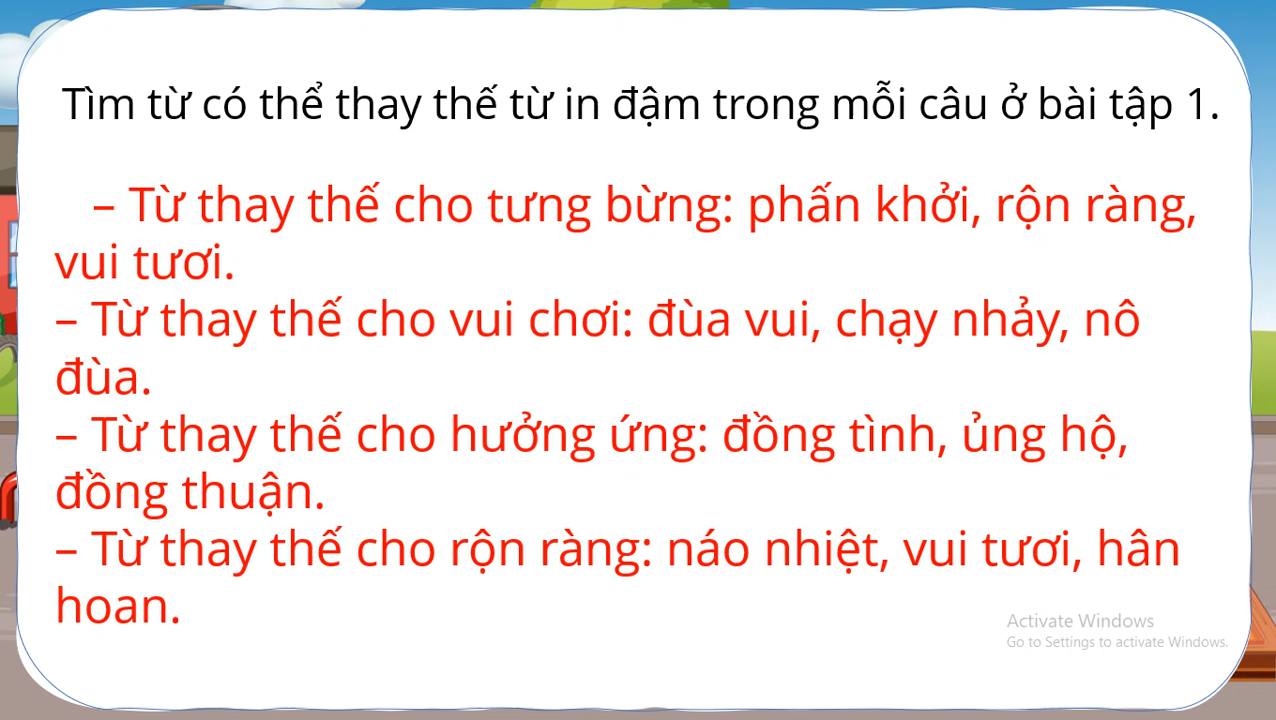 Tìm từ có thể thay thế từ in đậm trong mỗi câu ở bài tập 1.
– Từ thay thế cho tưng bừng: phấn khởi, rộn ràng,
vui tươi.
– Từ thay thế cho vui chơi: đùa vui, chạy nhảy, nô
đùa.
– Từ thay thế cho hưởng ứng: đồng tình, ủng hộ,
đồng thuận.
– Từ thay thế cho rộn ràng: náo nhiệt, vui tươi, hân
hoan.
Activate Windows
Go to Settings to activate Windows.